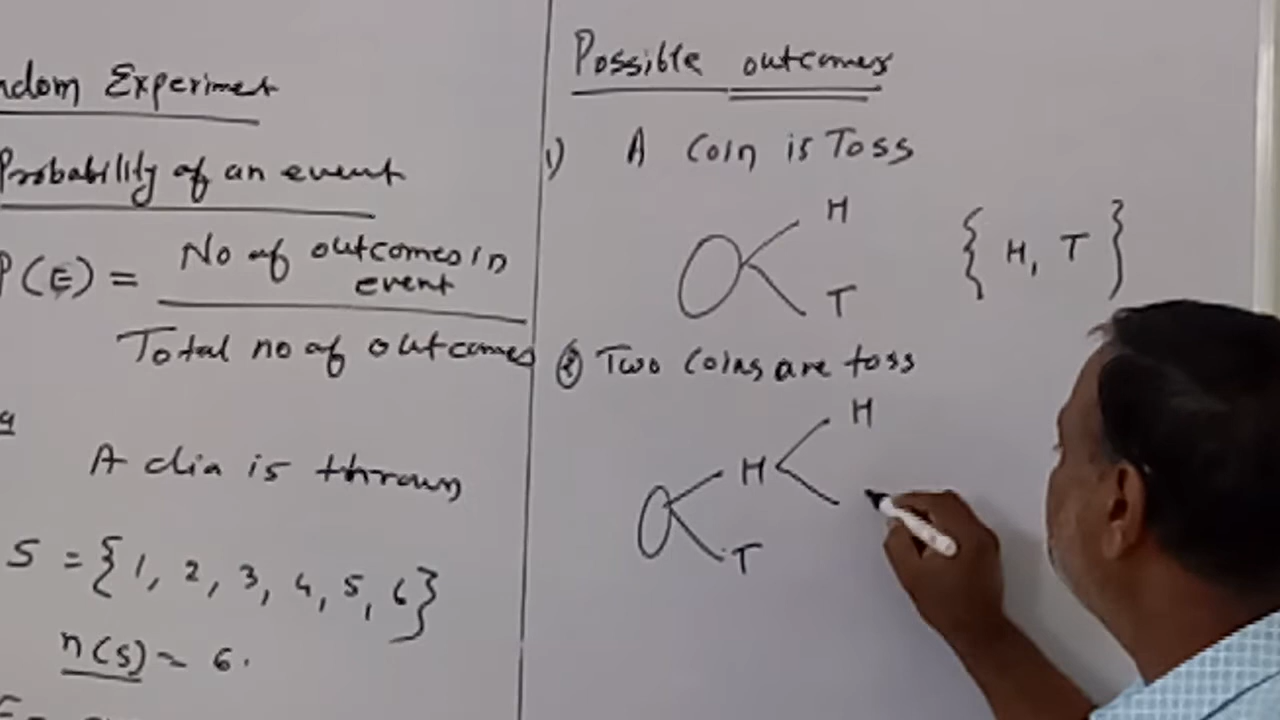 ndom Experimet
Probability of an event
P(E) = No of outcomes in event
Total no of outcomes
A dia is thrown
S = {1, 2, 3, 4, 5, 6}
n(s) = 6.
Possible outcomes
1) A Coin is Toss
H
T
{H, T}
2) Two Coins are toss
H
H
T